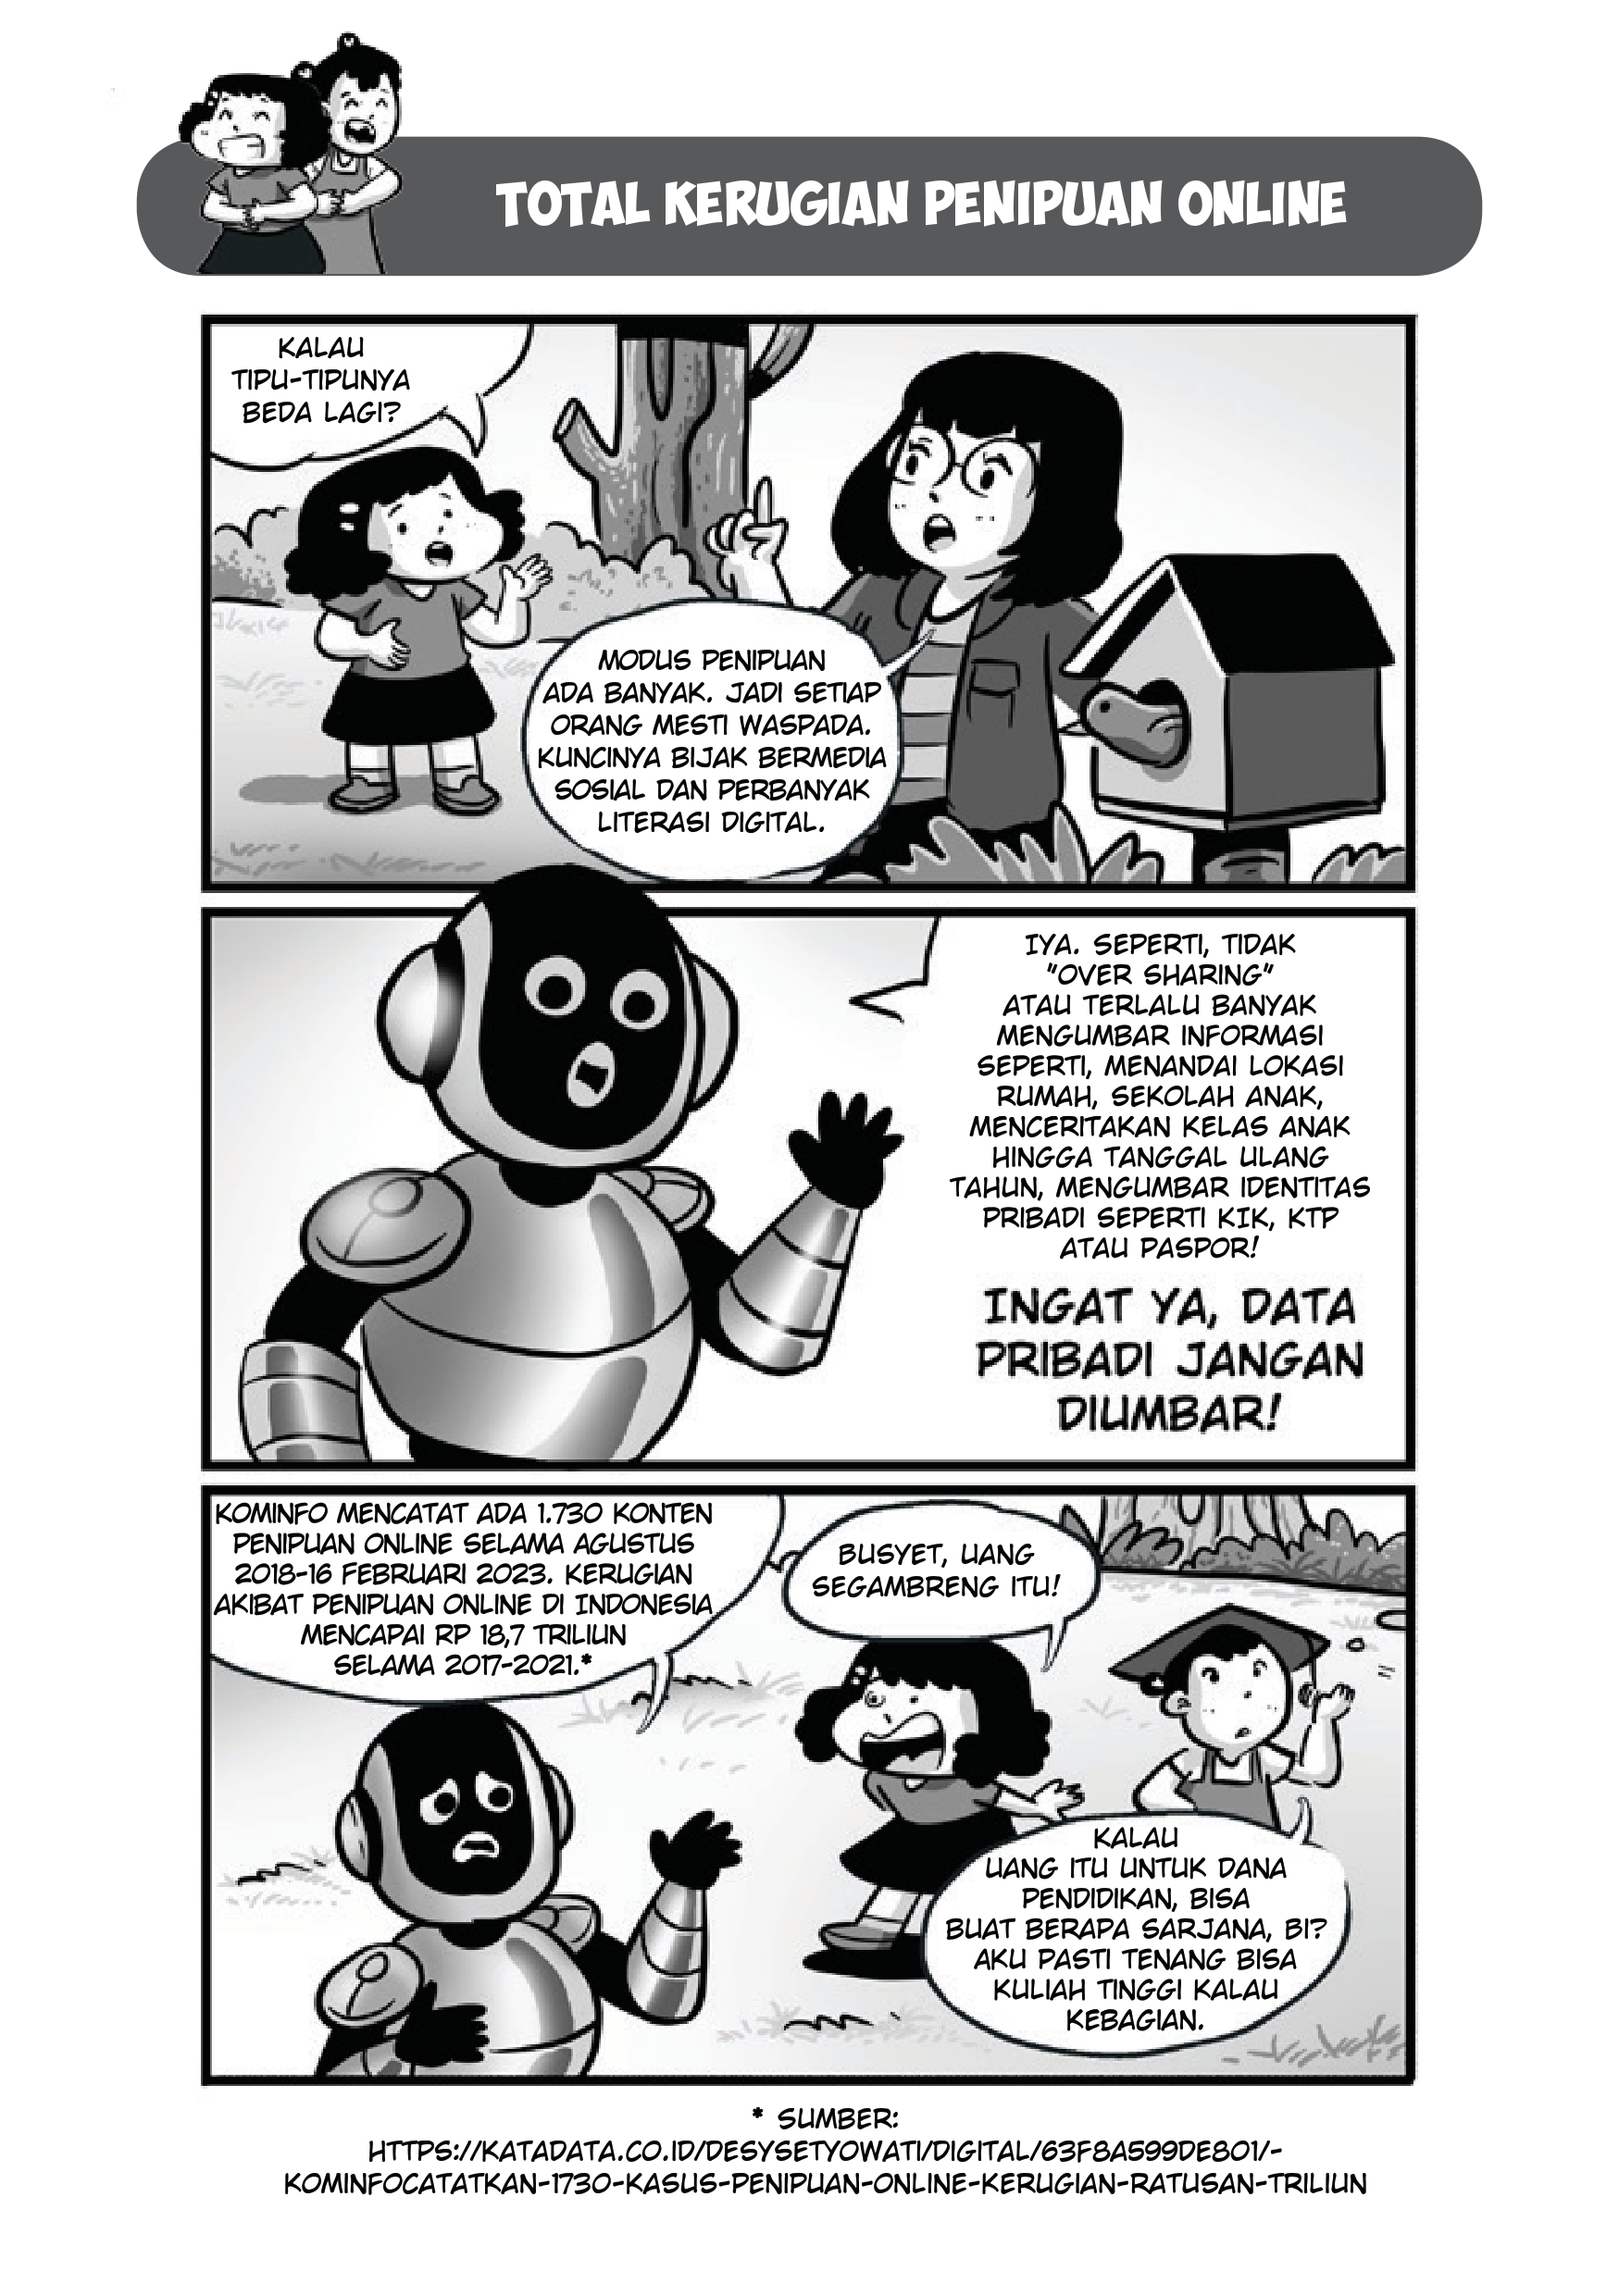 TOTAL KERUGIAN PENIPUAN ONLINE
KALAU
TIPU-TIPUNYA
BEDA LAGI?
MODUS PENIPUAN
ADA BANYAK. JADI SETIAP
ORANG MESTI WASPADA.
KUNCINYA BIJAK BERMEDIA
SOSIAL DAN PERBANYAK
LITERASI DIGITAL.
IYA. SEPERTI, TIDAK
"OVER SHARING"
ATAU TERLALU BANYAK
MENGUMBAR INFORMASI
SEPERTI, MENANDAI LOKASI
RUMAH, SEKOLAH ANAK,
MENCERITAKAN KELAS ANAK
HINGGA TANGGAL ULANG
TAHUN, MENGUMBAR IDENTITAS
PRIBADI SEPERTI KIK, KTP
ATAU PASPOR!
INGAT YA, DATA
PRIBADI JANGAN
DIUMBAR!
KOMINFO MENCATAT ADA 1.730 KONTEN
PENIPUAN ONLINE SELAMA AGUSTUS
2018-16 FEBRUARI 2023. KERUGIAN
AKIBAT PENIPUAN ONLINE DI INDONESIA
MENCAPAI RP 18,7 TRILIUN
SELAMA 2017-2021.*
BUSYET, UANG
SEGAMBRENG ITU!
KALAU
UANG ITU UNTUK DANA
PENDIDIKAN, BISA
BUAT BERAPA SARJANA, BI?
AKU PASTI TENANG BISA
KULIAH TINGGI KALAU
KEBAGIAN.
* SUMBER:
HTTPS://KATADATA.CO.ID/DESYSETYOWATI/DIGITAL/63F8A599DE801/-
KOMINFOCATATKAN-1730-KASUS-PENIPUAN-ONLINE-KERUGIAN-RATUSAN-TRILIUN